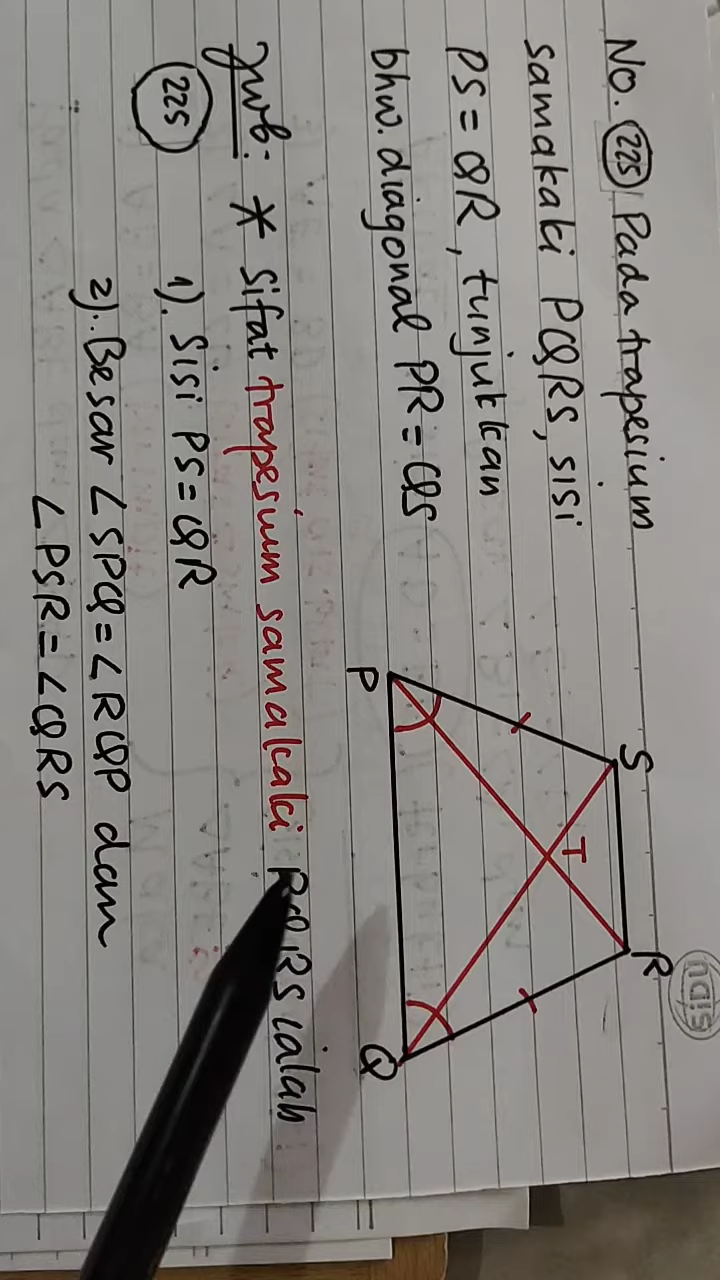 No. 225) Pada trapesium
samakaki PQRS, sisi
PS = QR, tunjukkan
bhw. diagonal PR = QS
S
R
T
P
Q
sidu
Jwb: * Sifat trapesium samakaki PQRS ialah
225
1). Sisi PS = QR
2). Besar ∠SPQ = ∠RQP dan
∠PSR = ∠QRS